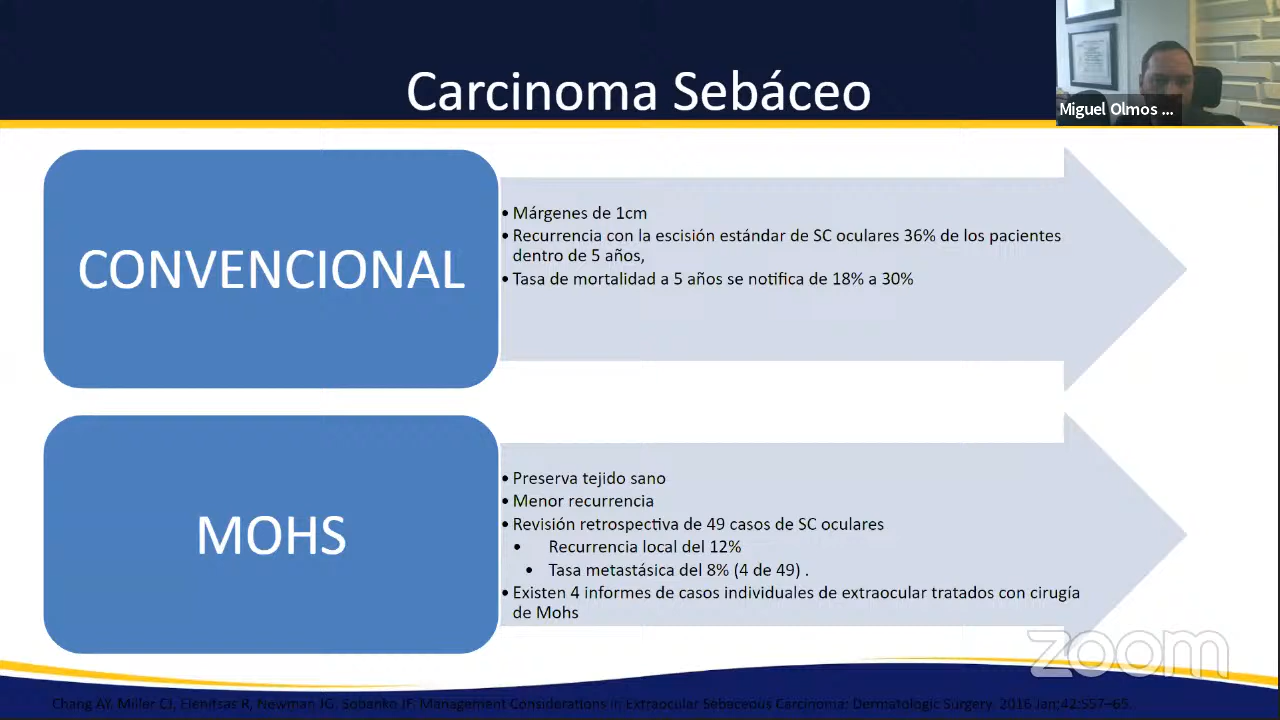 Carcinoma Sebáceo
Miguel Olmos ...
CONVENCIONAL
• Márgenes de 1cm
• Recurrencia con la escisión estándar de SC oculares 36% de los pacientes
dentro de 5 años,
• Tasa de mortalidad a 5 años se notifica de 18% a 30%
MOHS
• Preserva tejido sano
• Menor recurrencia
• Revisión retrospectiva de 49 casos de SC oculares
• Recurrencia local del 12%
• Tasa metastásica del 8% (4 de 49) .
• Existen 4 informes de casos individuales de extraocular tratados con cirugía
de Mohs
zoom
Chang AY, Miller CJ, Elenitsas R, Newman JG, Sobanko JF. Management Considerations in Extraocular Sebaceous Carcinoma: Dermatologic Surgery. 2016 Jan;42:S57–65.